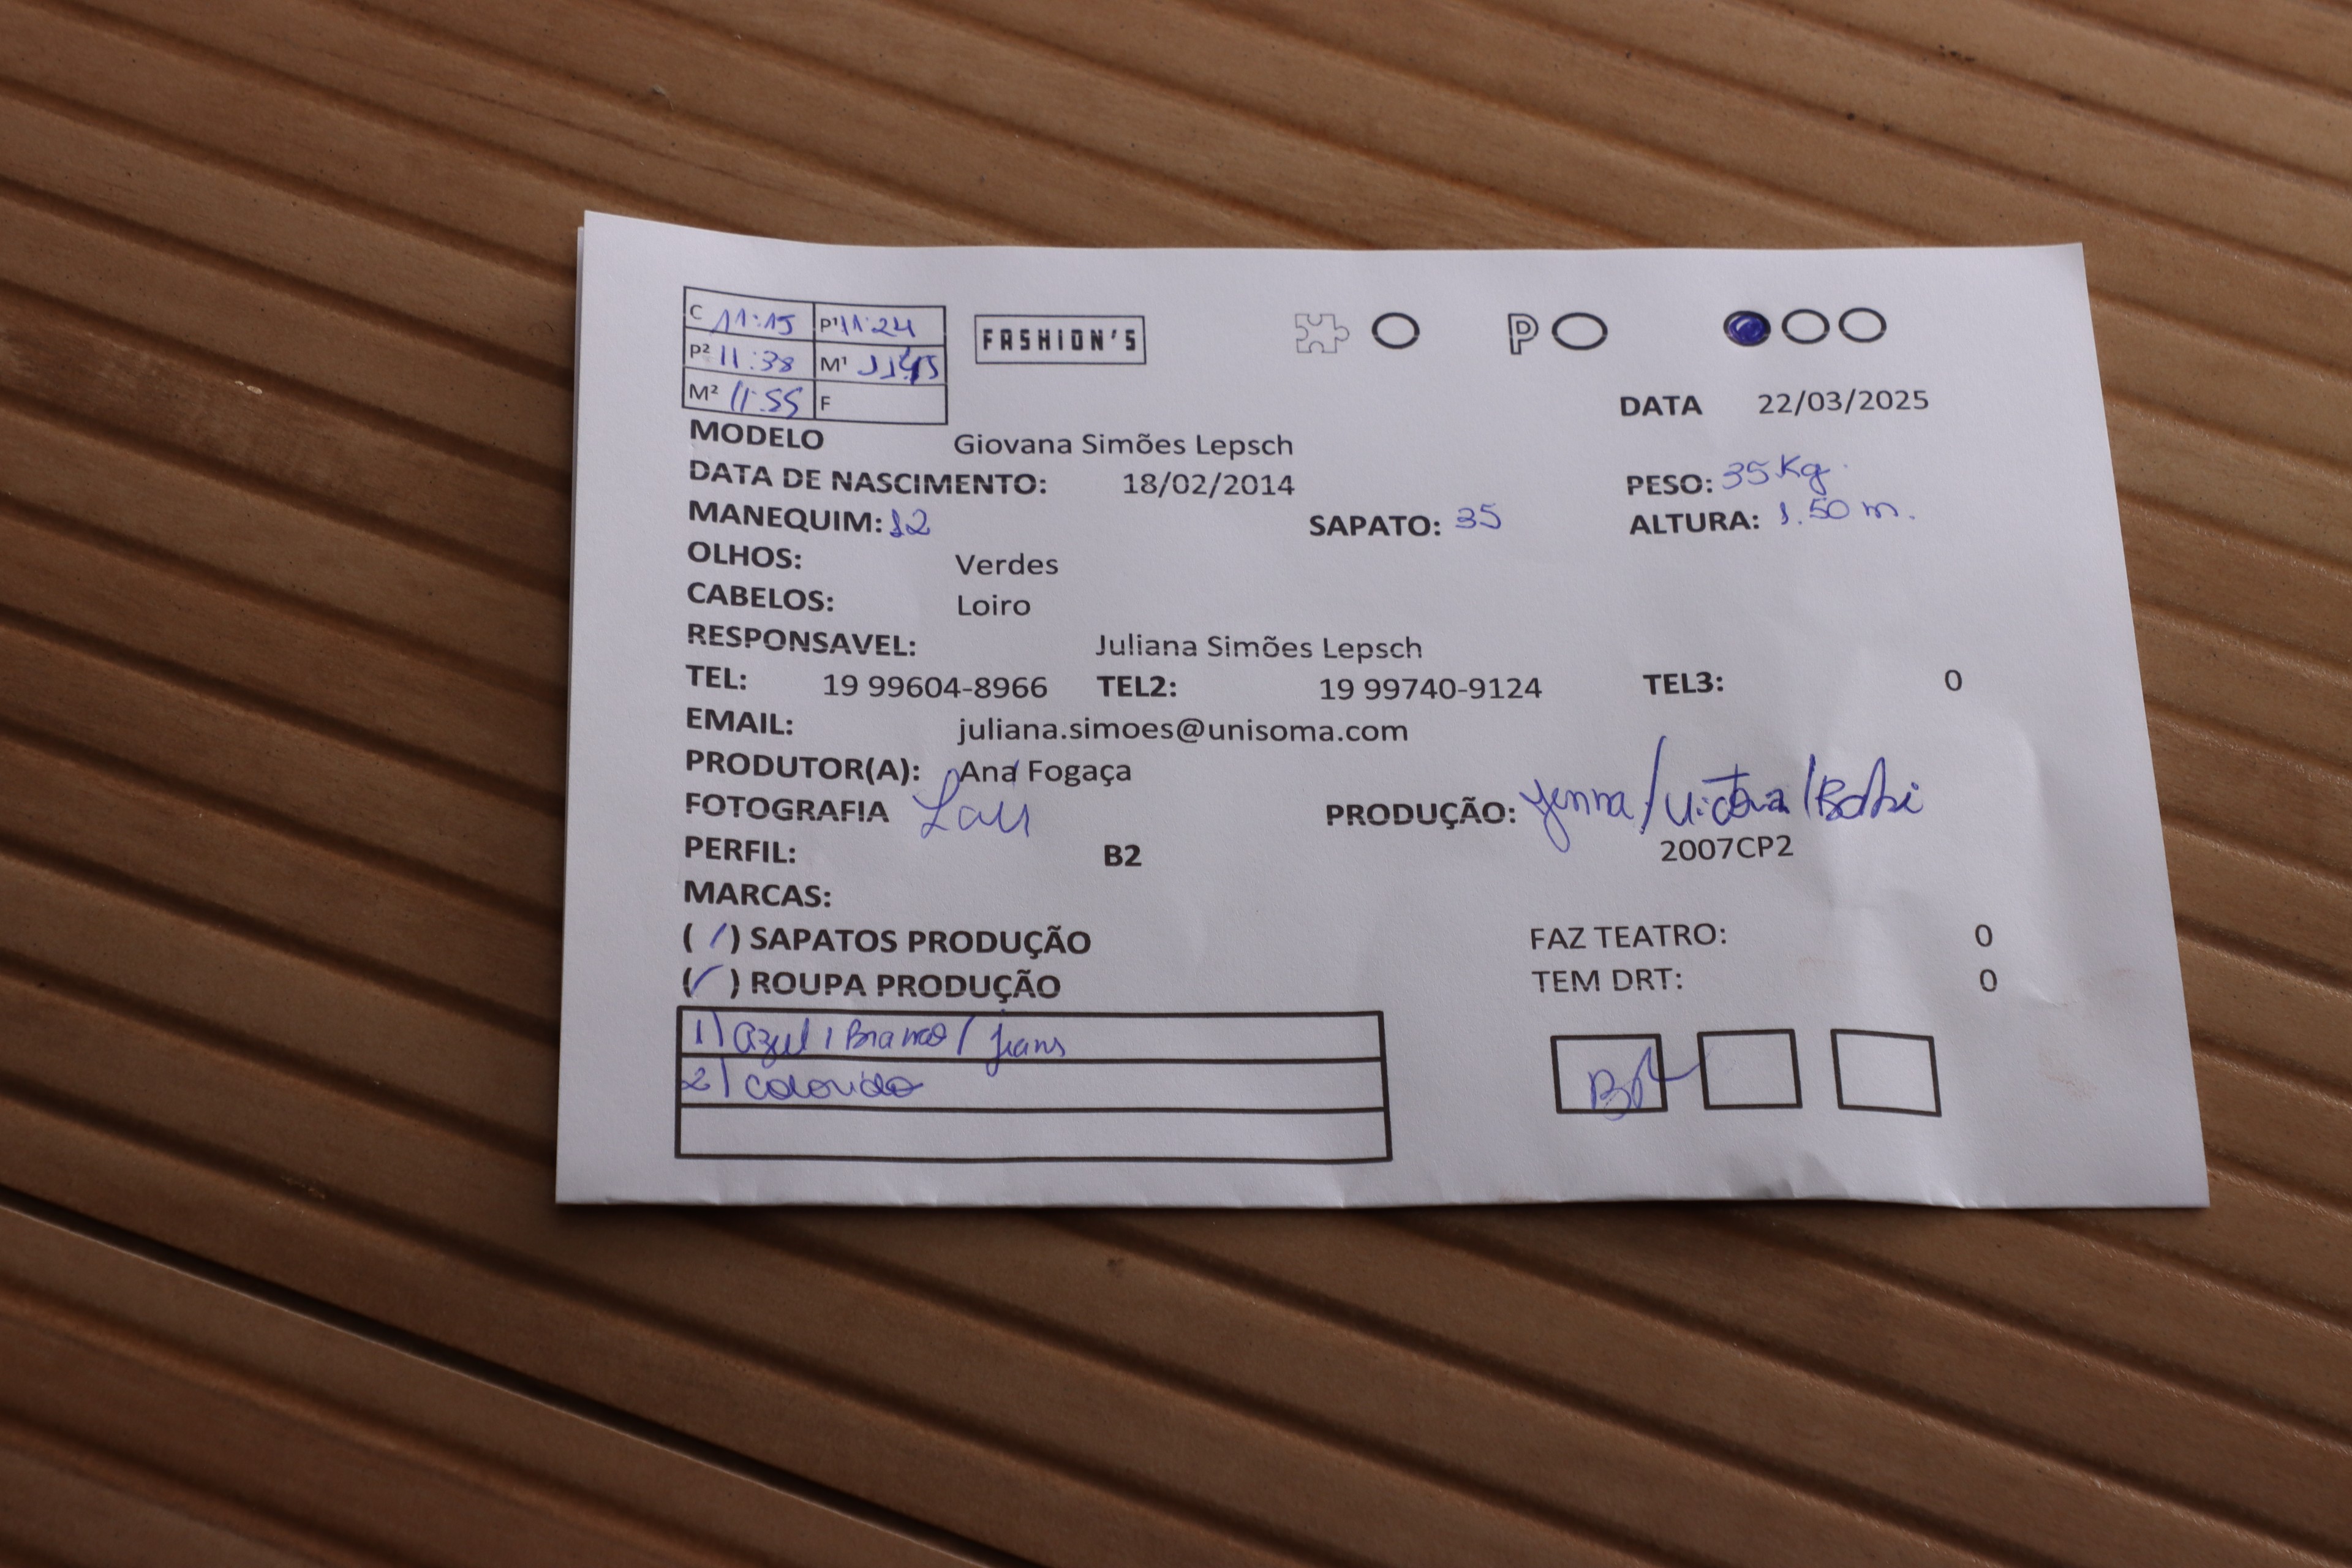 C 11:15 P¹ 11:24
P² 11:38 M¹ 11:45
M² 11:55 F
FASHION'S
P
DATA 22/03/2025
MODELO Giovana Simões Lepsch
DATA DE NASCIMENTO: 18/02/2014 PESO: 35 Kg.
MANEQUIM: 12 SAPATO: 35 ALTURA: 1.50 m.
OLHOS: Verdes
CABELOS: Loiro
RESPONSAVEL: Juliana Simões Lepsch
TEL: 19 99604-8966 TEL2: 19 99740-9124 TEL3: 0
EMAIL: juliana.simoes@unisoma.com
PRODUTOR(A): Ana Fogaça
FOTOGRAFIA PRODUÇÃO:
PERFIL: B2 2007CP2
MARCAS:
( / ) SAPATOS PRODUÇÃO FAZ TEATRO: 0
(/ ) ROUPA PRODUÇÃO TEM DRT: 0
1) azul / Branco / jeans
2) colorido